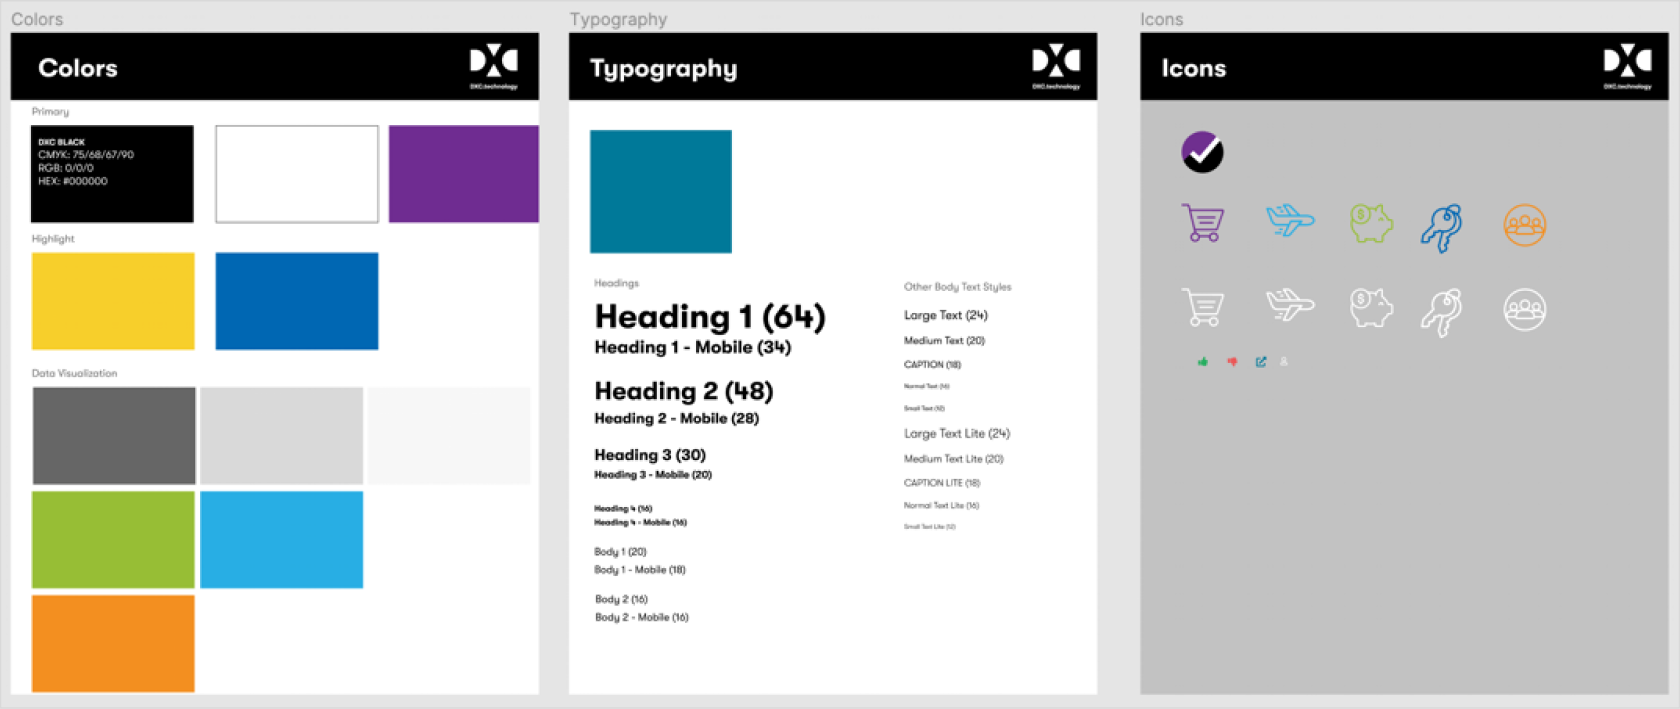 Colors
Colors
DXC.technology
Primary
DXC BLACK
CMYK: 75/68/67/90
RGB: 0/0/0
HEX: #000000
Highlight
Data Visualization
Typography
Typography
DXC.technology
Headings
Heading 1 (64)
Heading 1 - Mobile (34)
Heading 2 (48)
Heading 2 - Mobile (28)
Heading 3 (30)
Heading 3 - Mobile (20)
Heading 4 (16)
Heading 4 - Mobile (16)
Body 1 (20)
Body 1 - Mobile (18)
Body 2 (16)
Body 2 - Mobile (16)
Other Body Text Styles
Large Text (24)
Medium Text (20)
CAPTION (18)
Normal Text (16)
Small Text (12)
Large Text Lite (24)
Medium Text Lite (20)
CAPTION LITE (18)
Normal Text Lite (16)
Small Text Lite (12)
Icons
Icons
DXC.technology